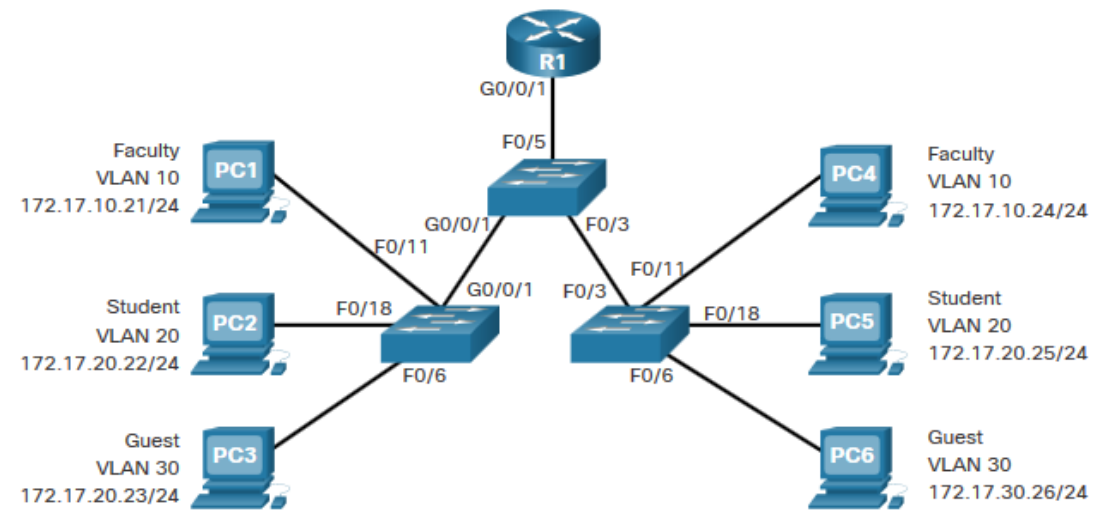 R1
G0/0/1
F0/5
Faculty
VLAN 10
172.17.10.21/24
PC1
PC4
Faculty
VLAN 10
172.17.10.24/24
G0/0/1
F0/3
F0/11
F0/11
G0/0/1
F0/3
Student
VLAN 20
172.17.20.22/24
PC2
F0/18
F0/18
PC5
Student
VLAN 20
172.17.20.25/24
F0/6
F0/6
Guest
VLAN 30
172.17.20.23/24
PC3
PC6
Guest
VLAN 30
172.17.30.26/24